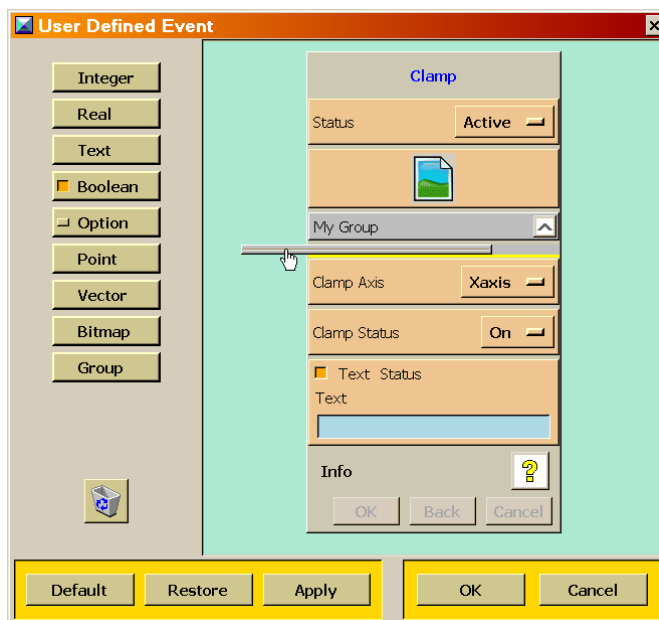 User Defined Event
Integer
Real
Text
Boolean
Option
Point
Vector
Bitmap
Group
Clamp
Status Active
My Group
Clamp Axis Xaxis
Clamp Status On
Text Status
Text
Info ?
OK Back Cancel
Default Restore Apply OK Cancel